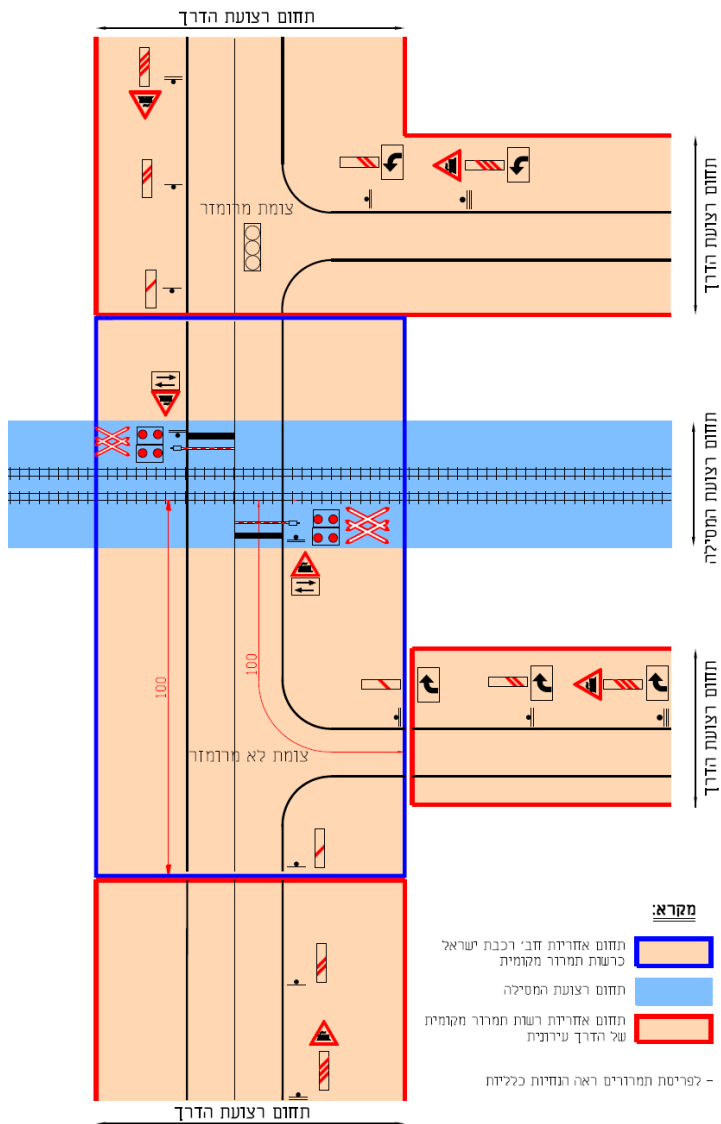 תחום רצועת הדרך
תחום רצועת הדרך
צומת מרומזר
תחום רצועת המסילה
100
100
תחום רצועת הדרך
צומת לא מרומזר
מקרא:
תחום אחריות חב' רכבת ישראל
כרשות תמרור מקומית
תחום רצועת המסילה
תחום אחריות רשות תמרור מקומית
של הדרך עירונית
- לפריסת תמרורים ראה הנחיות כלליות
תחום רצועת הדרך